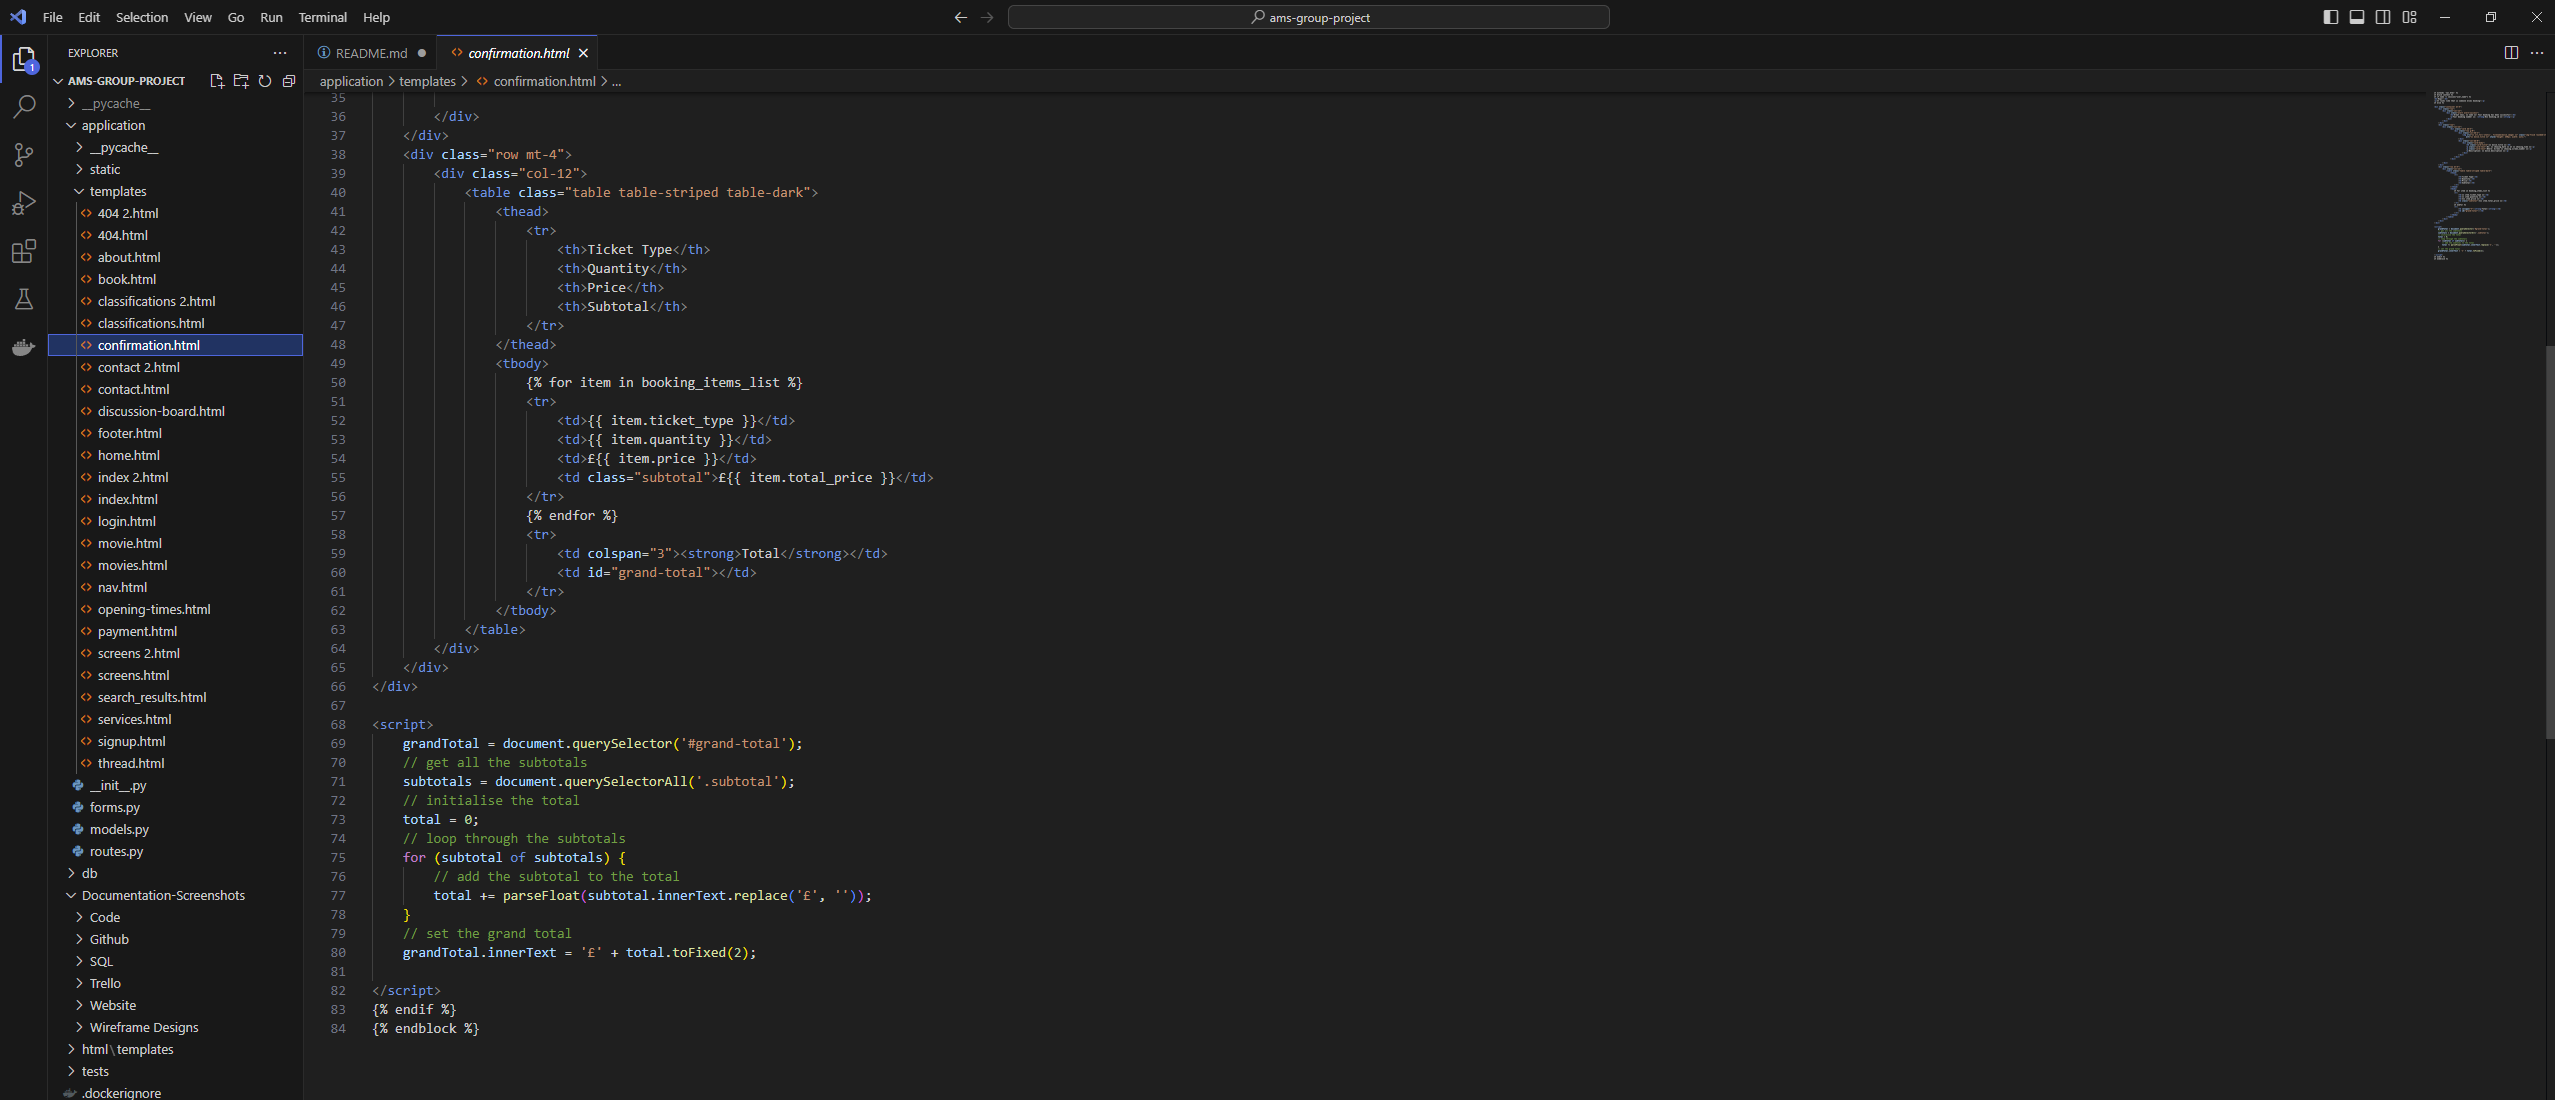 File Edit Selection View Go Run Terminal Help
ams-group-project
EXPLORER
AMS-GROUP-PROJECT
__pycache__
application
__pycache__
static
templates
404 2.html
404.html
about.html
book.html
classifications 2.html
classifications.html
confirmation.html
contact 2.html
contact.html
discussion-board.html
footer.html
home.html
index 2.html
index.html
login.html
movie.html
movies.html
nav.html
opening-times.html
payment.html
screens 2.html
screens.html
search_results.html
services.html
signup.html
thread.html
__init__.py
forms.py
models.py
routes.py
db
Documentation-Screenshots
Code
Github
SQL
Trello
Website
Wireframe Designs
html\templates
tests
.dockerignore
1
README.md
confirmation.html
application > templates > confirmation.html > ...
35
36 </div>
37 </div>
38 <div class="row mt-4">
39 <div class="col-12">
40 <table class="table table-striped table-dark">
41 <thead>
42 <tr>
43 <th>Ticket Type</th>
44 <th>Quantity</th>
45 <th>Price</th>
46 <th>Subtotal</th>
47 </tr>
48 </thead>
49 <tbody>
50 {% for item in booking_items_list %}
51 <tr>
52 <td>{{ item.ticket_type }}</td>
53 <td>{{ item.quantity }}</td>
54 <td>£{{ item.price }}</td>
55 <td class="subtotal">£{{ item.total_price }}</td>
56 </tr>
57 {% endfor %}
58 <tr>
59 <td colspan="3"><strong>Total</strong></td>
60 <td id="grand-total"></td>
61 </tr>
62 </tbody>
63 </table>
64 </div>
65 </div>
66 </div>
67
68 <script>
69 grandTotal = document.querySelector('#grand-total');
70 // get all the subtotals
71 subtotals = document.querySelectorAll('.subtotal');
72 // initialise the total
73 total = 0;
74 // loop through the subtotals
75 for (subtotal of subtotals) {
76 // add the subtotal to the total
77 total += parseFloat(subtotal.innerText.replace('£', ''));
78 }
79 // set the grand total
80 grandTotal.innerText = '£' + total.toFixed(2);
81
82 </script>
83 {% endif %}
84 {% endblock %}